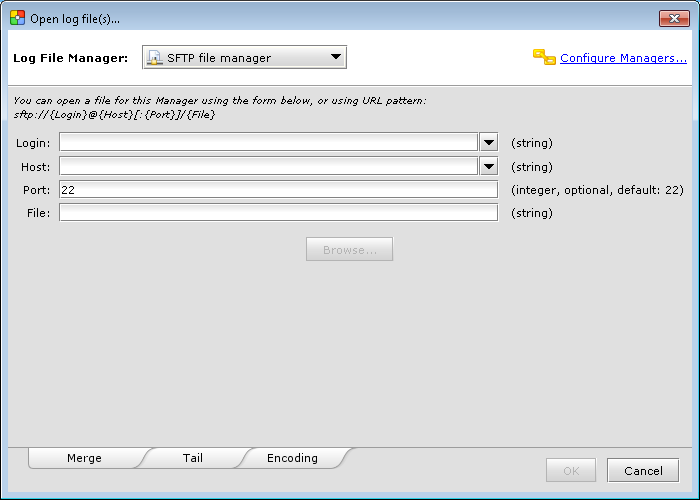 Open log file(s)...
Log File Manager: SFTP file manager Configure Managers...
You can open a file for this Manager using the form below, or using URL pattern:
sftp://{Login}@{Host}[:{Port}]/{File}
Login: (string)
Host: (string)
Port: 22 (integer, optional, default: 22)
File: (string)
Browse...
Merge Tail Encoding
OK Cancel